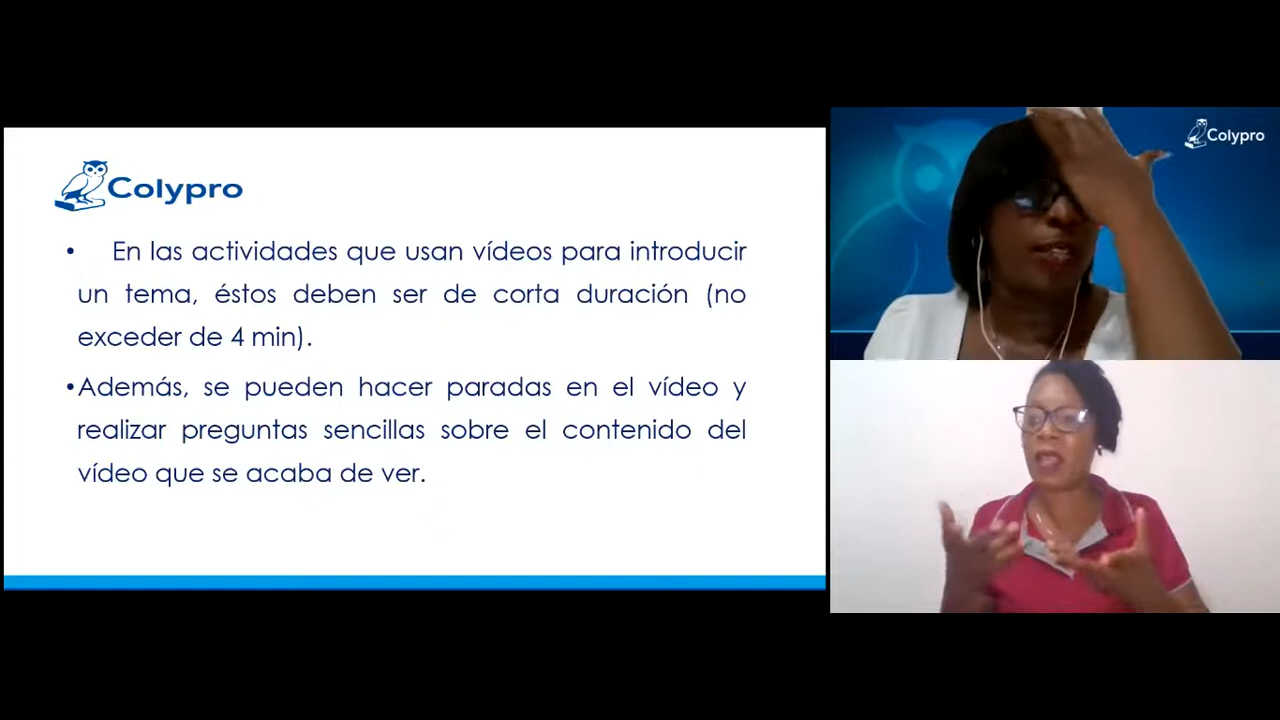 Colypro
• En las actividades que usan vídeos para introducir
un tema, éstos deben ser de corta duración (no
exceder de 4 min).
•Además, se pueden hacer paradas en el vídeo y
realizar preguntas sencillas sobre el contenido del
vídeo que se acaba de ver.
Colypro